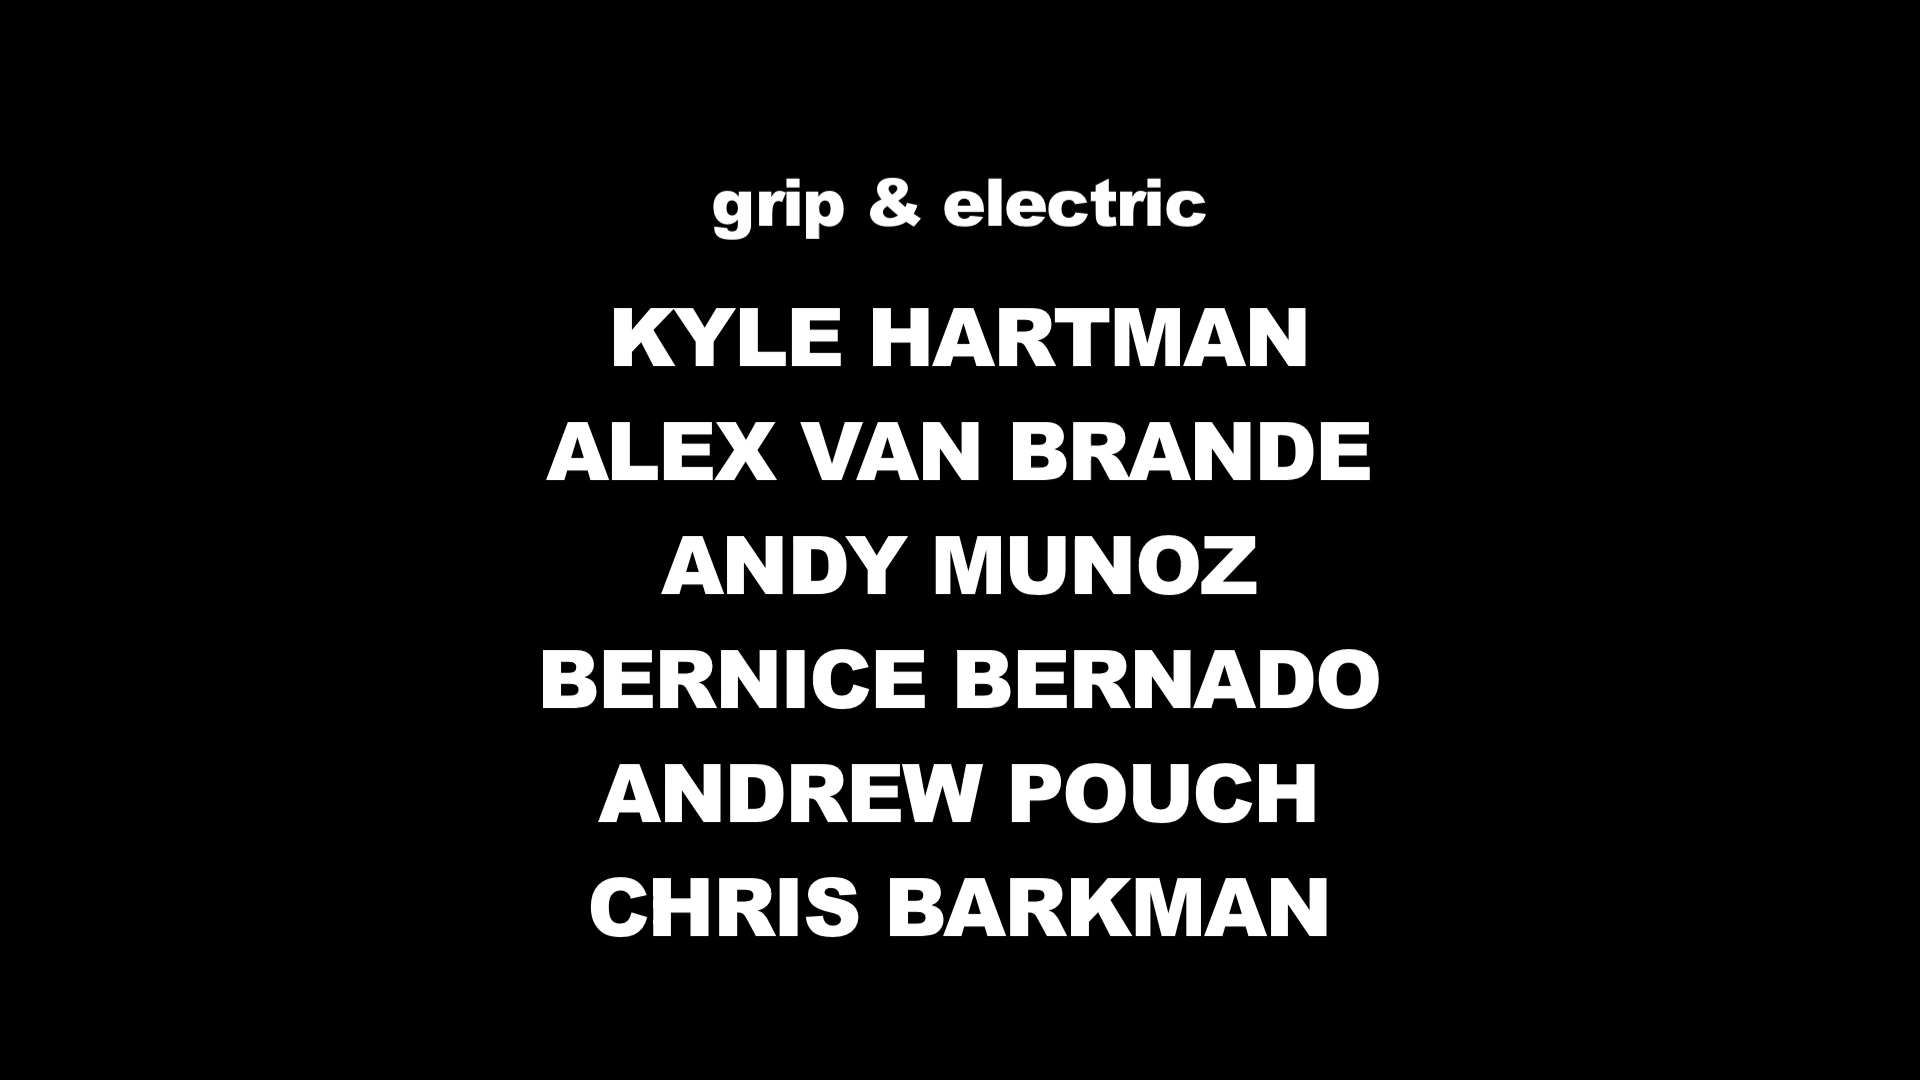 grip & electric
KYLE HARTMAN
ALEX VAN BRANDE
ANDY MUNOZ
BERNICE BERNADO
ANDREW POUCH
CHRIS BARKMAN